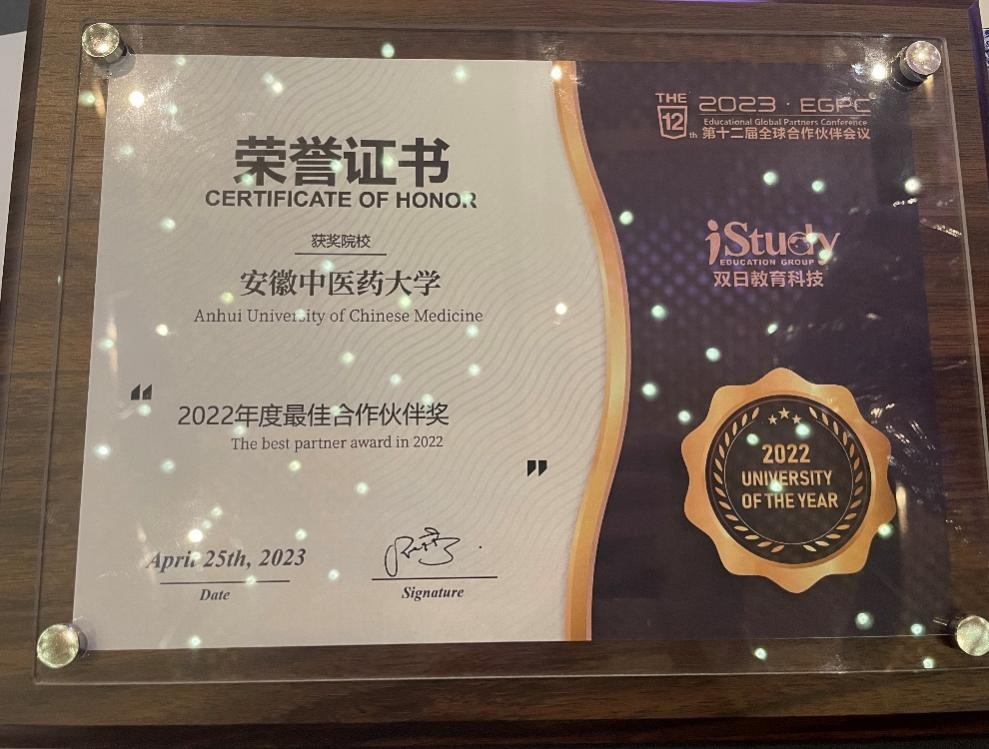 荣誉证书
CERTIFICATE OF HONOR
获奖院校
安徽中医药大学
Anhui University of Chinese Medicine
“
2022年度最佳合作伙伴奖
The best partner award in 2022
”
April 25th, 2023
Date
Signature
THE 12th
2023 · EGPC
Educational Global Partners Conference
第十二届全球合作伙伴会议
iStudy
EDUCATION GROUP
双日教育科技
2022
UNIVERSITY
OF THE YEAR